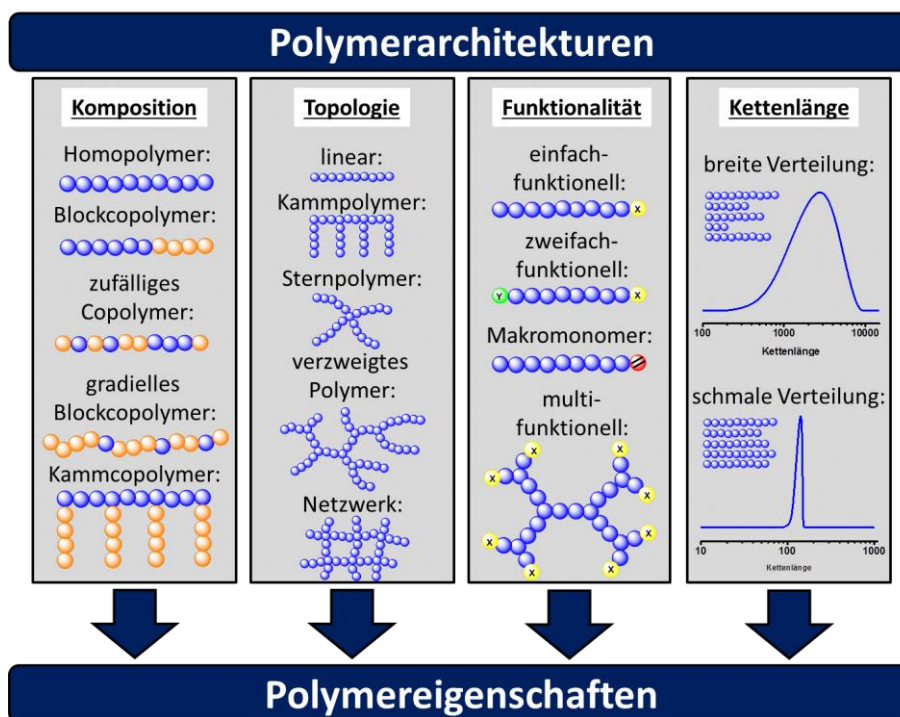 Polymerarchitekturen
Komposition
Homopolymer:
Blockcopolymer:
zufälliges
Copolymer:
gradielles
Blockcopolymer:
Kammcopolymer:
Topologie
linear:
Kammpolymer:
Sternpolymer:
verzweigtes
Polymer:
Netzwerk:
Funktionalität
einfach-
funktionell:
X
zweifach-
funktionell:
Y X
Makromonomer:
multi-
funktionell:
X X
X X
X X
X X
Kettenlänge
breite Verteilung:
100 1000 10000
Kettenlänge
schmale Verteilung:
10 100 1000
Kettenlänge
Polymereigenschaften